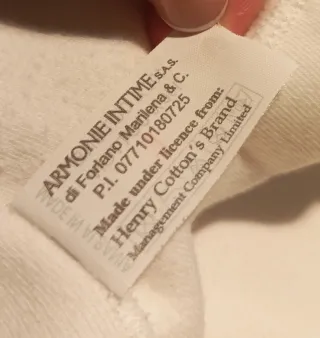 ARMONIE INTIME S.A.S.
di Forlano Marilena & C.
P.I. 07710180725
Made under licence from:
Henry Cotton's Brand
Management Company Limited